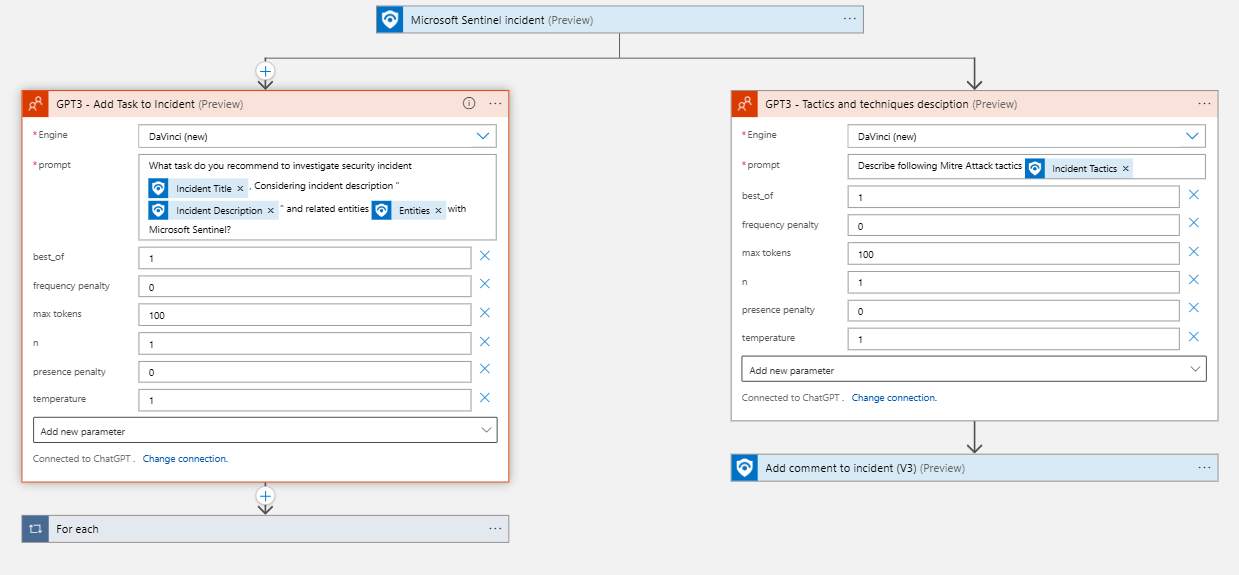 Microsoft Sentinel incident (Preview)
GPT3 - Add Task to Incident (Preview)
*Engine
DaVinci (new)
*prompt
What task do you recommend to investigate security incident
Incident Title × . Considering incident description "
Incident Description × " and related entities Entities × with
Microsoft Sentinel?
best_of
1
frequency penalty
0
max tokens
100
n
1
presence penalty
0
temperature
1
Add new parameter
Connected to ChatGPT . Change connection.
For each
GPT3 - Tactics and techniques desciption (Preview)
*Engine
DaVinci (new)
*prompt
Describe following Mitre Attack tactics Incident Tactics ×
best_of
1
frequency penalty
0
max tokens
100
n
1
presence penalty
0
temperature
1
Add new parameter
Connected to ChatGPT . Change connection.
Add comment to incident (V3) (Preview)